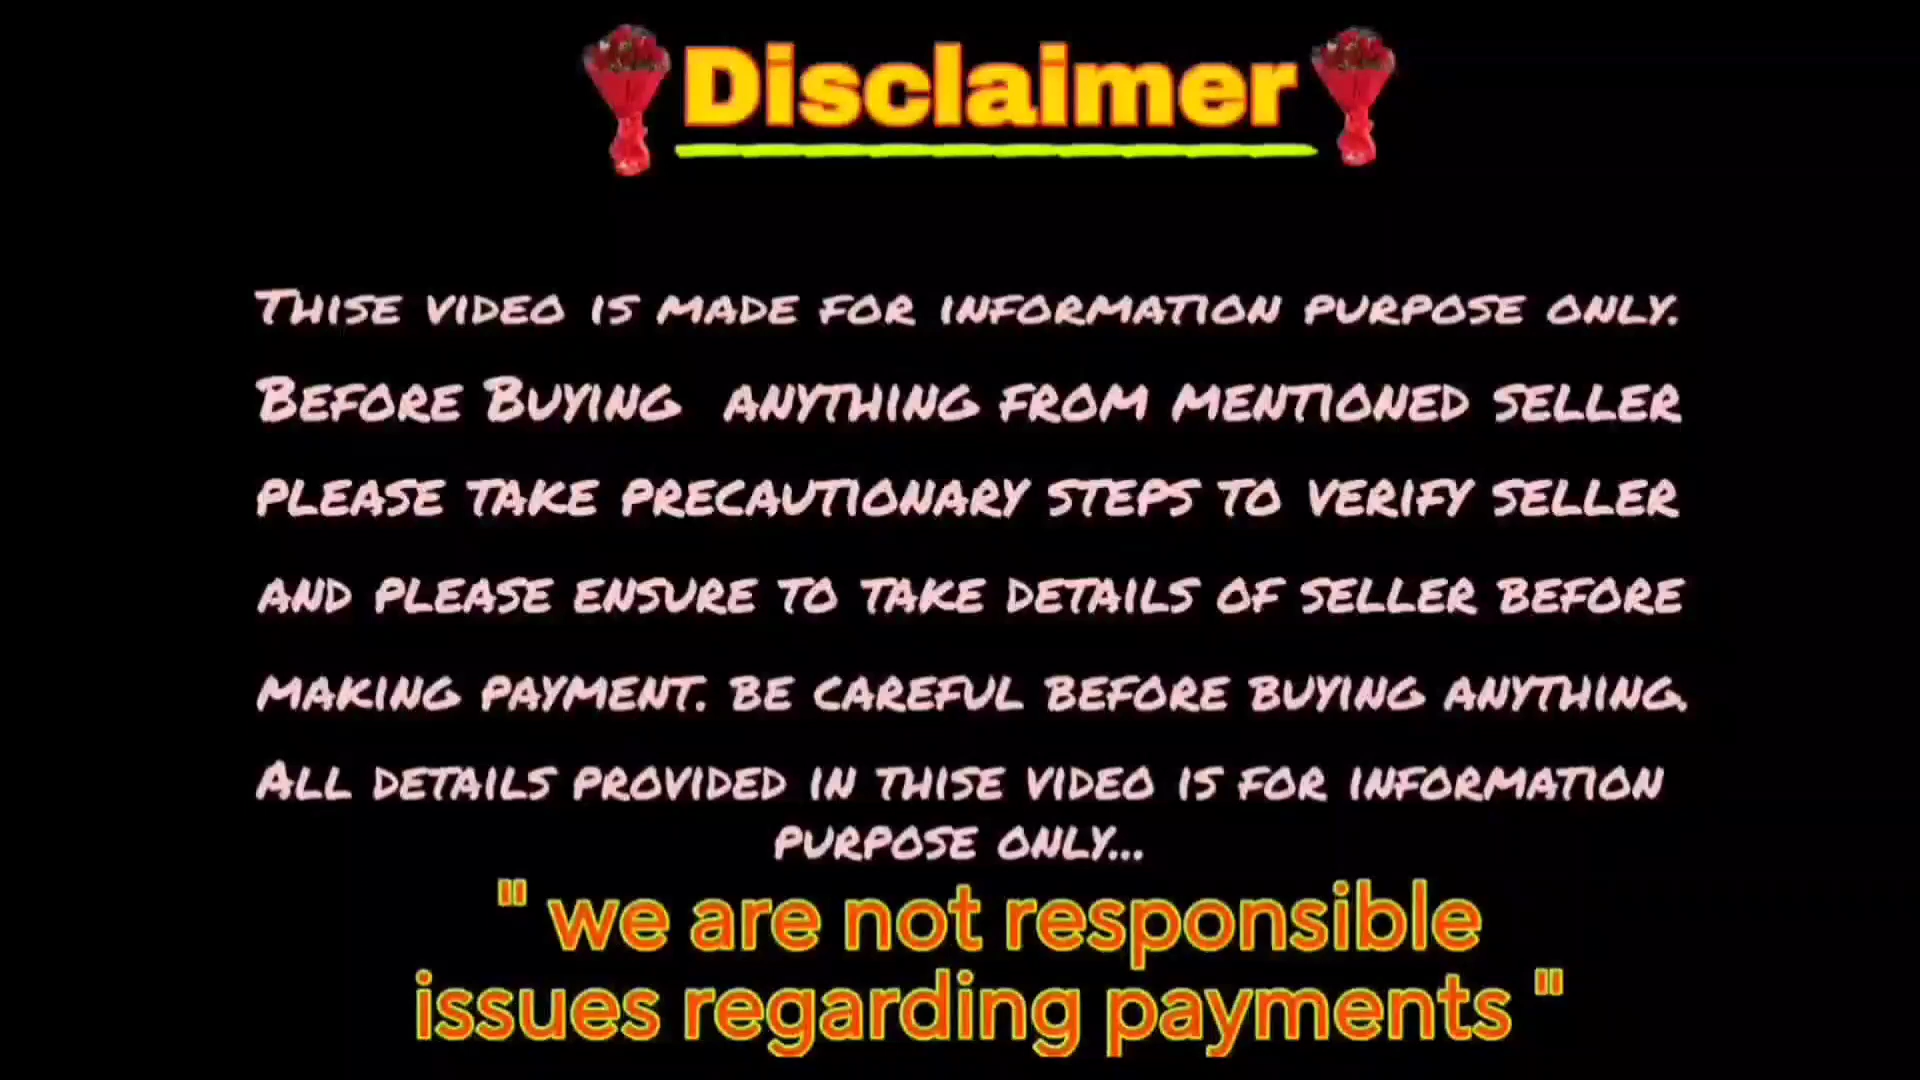 Disclaimer
THISE VIDEO IS MADE FOR INFORMATION PURPOSE ONLY.
BEFORE BUYING ANYTHING FROM MENTIONED SELLER
PLEASE TAKE PRECAUTIONARY STEPS TO VERIFY SELLER
AND PLEASE ENSURE TO TAKE DETAILS OF SELLER BEFORE
MAKING PAYMENT. BE CAREFUL BEFORE BUYING ANYTHING.
ALL DETAILS PROVIDED IN THISE VIDEO IS FOR INFORMATION
PURPOSE ONLY...
" we are not responsible
issues regarding payments "